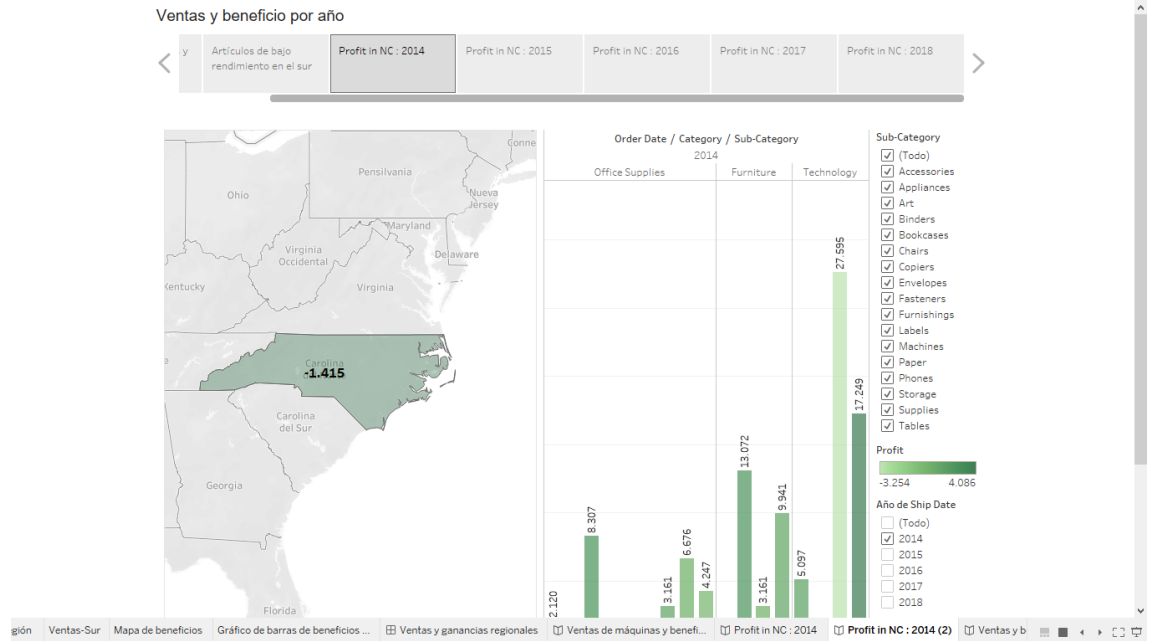 Ventas y beneficio por año
y
Artículos de bajo
rendimiento en el sur
Profit in NC : 2014
Profit in NC : 2015
Profit in NC : 2016
Profit in NC : 2017
Profit in NC : 2018
Conne
Pensilvania
Ohio
Nueva
Jersey
Maryland
Virginia
Occidental
Delaware
Kentucky
Virginia
Carolina
-1.415
Carolina
del Sur
Georgia
Florida
Order Date / Category / Sub-Category
2014
Office Supplies
Furniture
Technology
2.120
8.307
3.161
6.676
4.247
13.072
3.161
9.941
5.097
27.595
17.249
Sub-Category
(Todo)
Accessories
Appliances
Art
Binders
Bookcases
Chairs
Copiers
Envelopes
Fasteners
Furnishings
Labels
Machines
Paper
Phones
Storage
Supplies
Tables
Profit
-3.254 4.086
Año de Ship Date
(Todo)
2014
2015
2016
2017
2018
gión Ventas-Sur Mapa de beneficios Gráfico de barras de beneficios ... Ventas y ganancias regionales Ventas de máquinas y benefi... Profit in NC : 2014 Profit in NC : 2014 (2) Ventas y b